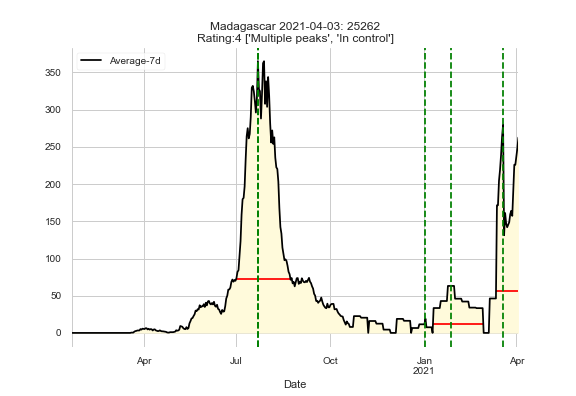 Madagascar 2021-04-03: 25262
Rating:4 ['Multiple peaks', 'In control']
Average-7d
350
300
250
200
150
100
50
0
Apr
Jul
Oct
Jan
2021
Apr
Date